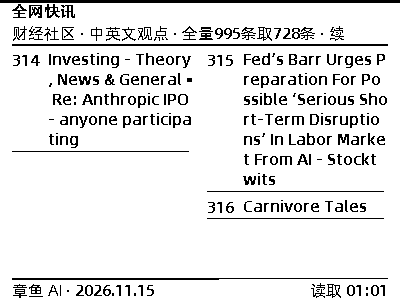 全网快讯
财经社区 · 中英文观点 · 全量995条取728条 · 续
314 Investing - Theory
, News & General •
 Re: Anthropic IPO
- anyone participa
ting
315 Fed’s Barr Urges P
reparation For Po
ssible ‘Serious Sho
rt-Term Disruptio
ns’ In Labor Marke
t From AI - Stockt
wits
316 Carnivore Tales
章鱼 AI · 2026.11.15
读取 01:01